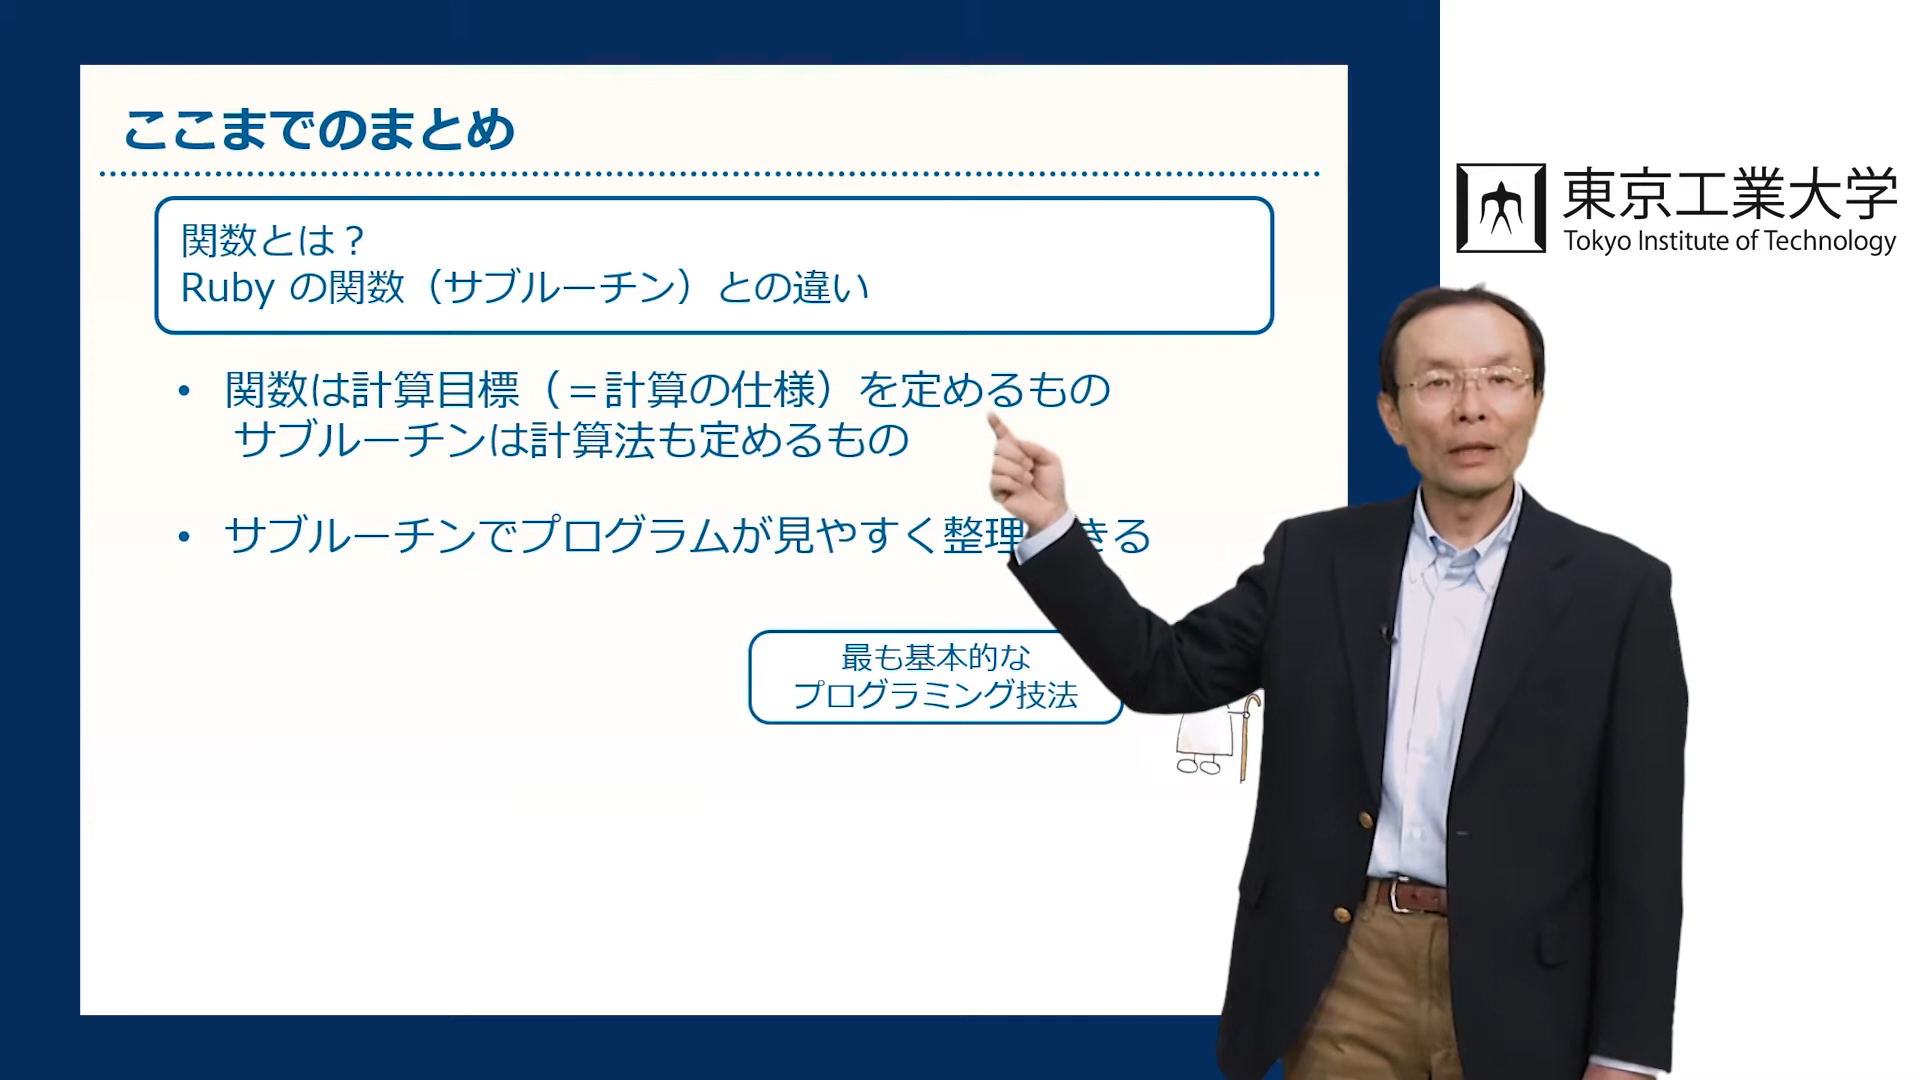 ここまでのまとめ
関数とは？
Ruby の関数（サブルーチン）との違い
• 関数は計算目標（＝計算の仕様）を定めるもの
サブルーチンは計算法も定めるもの
• サブルーチンでプログラムが見やすく整理 きる
最も基本的な
プログラミング技法
東京工業大学
Tokyo Institute of Technology